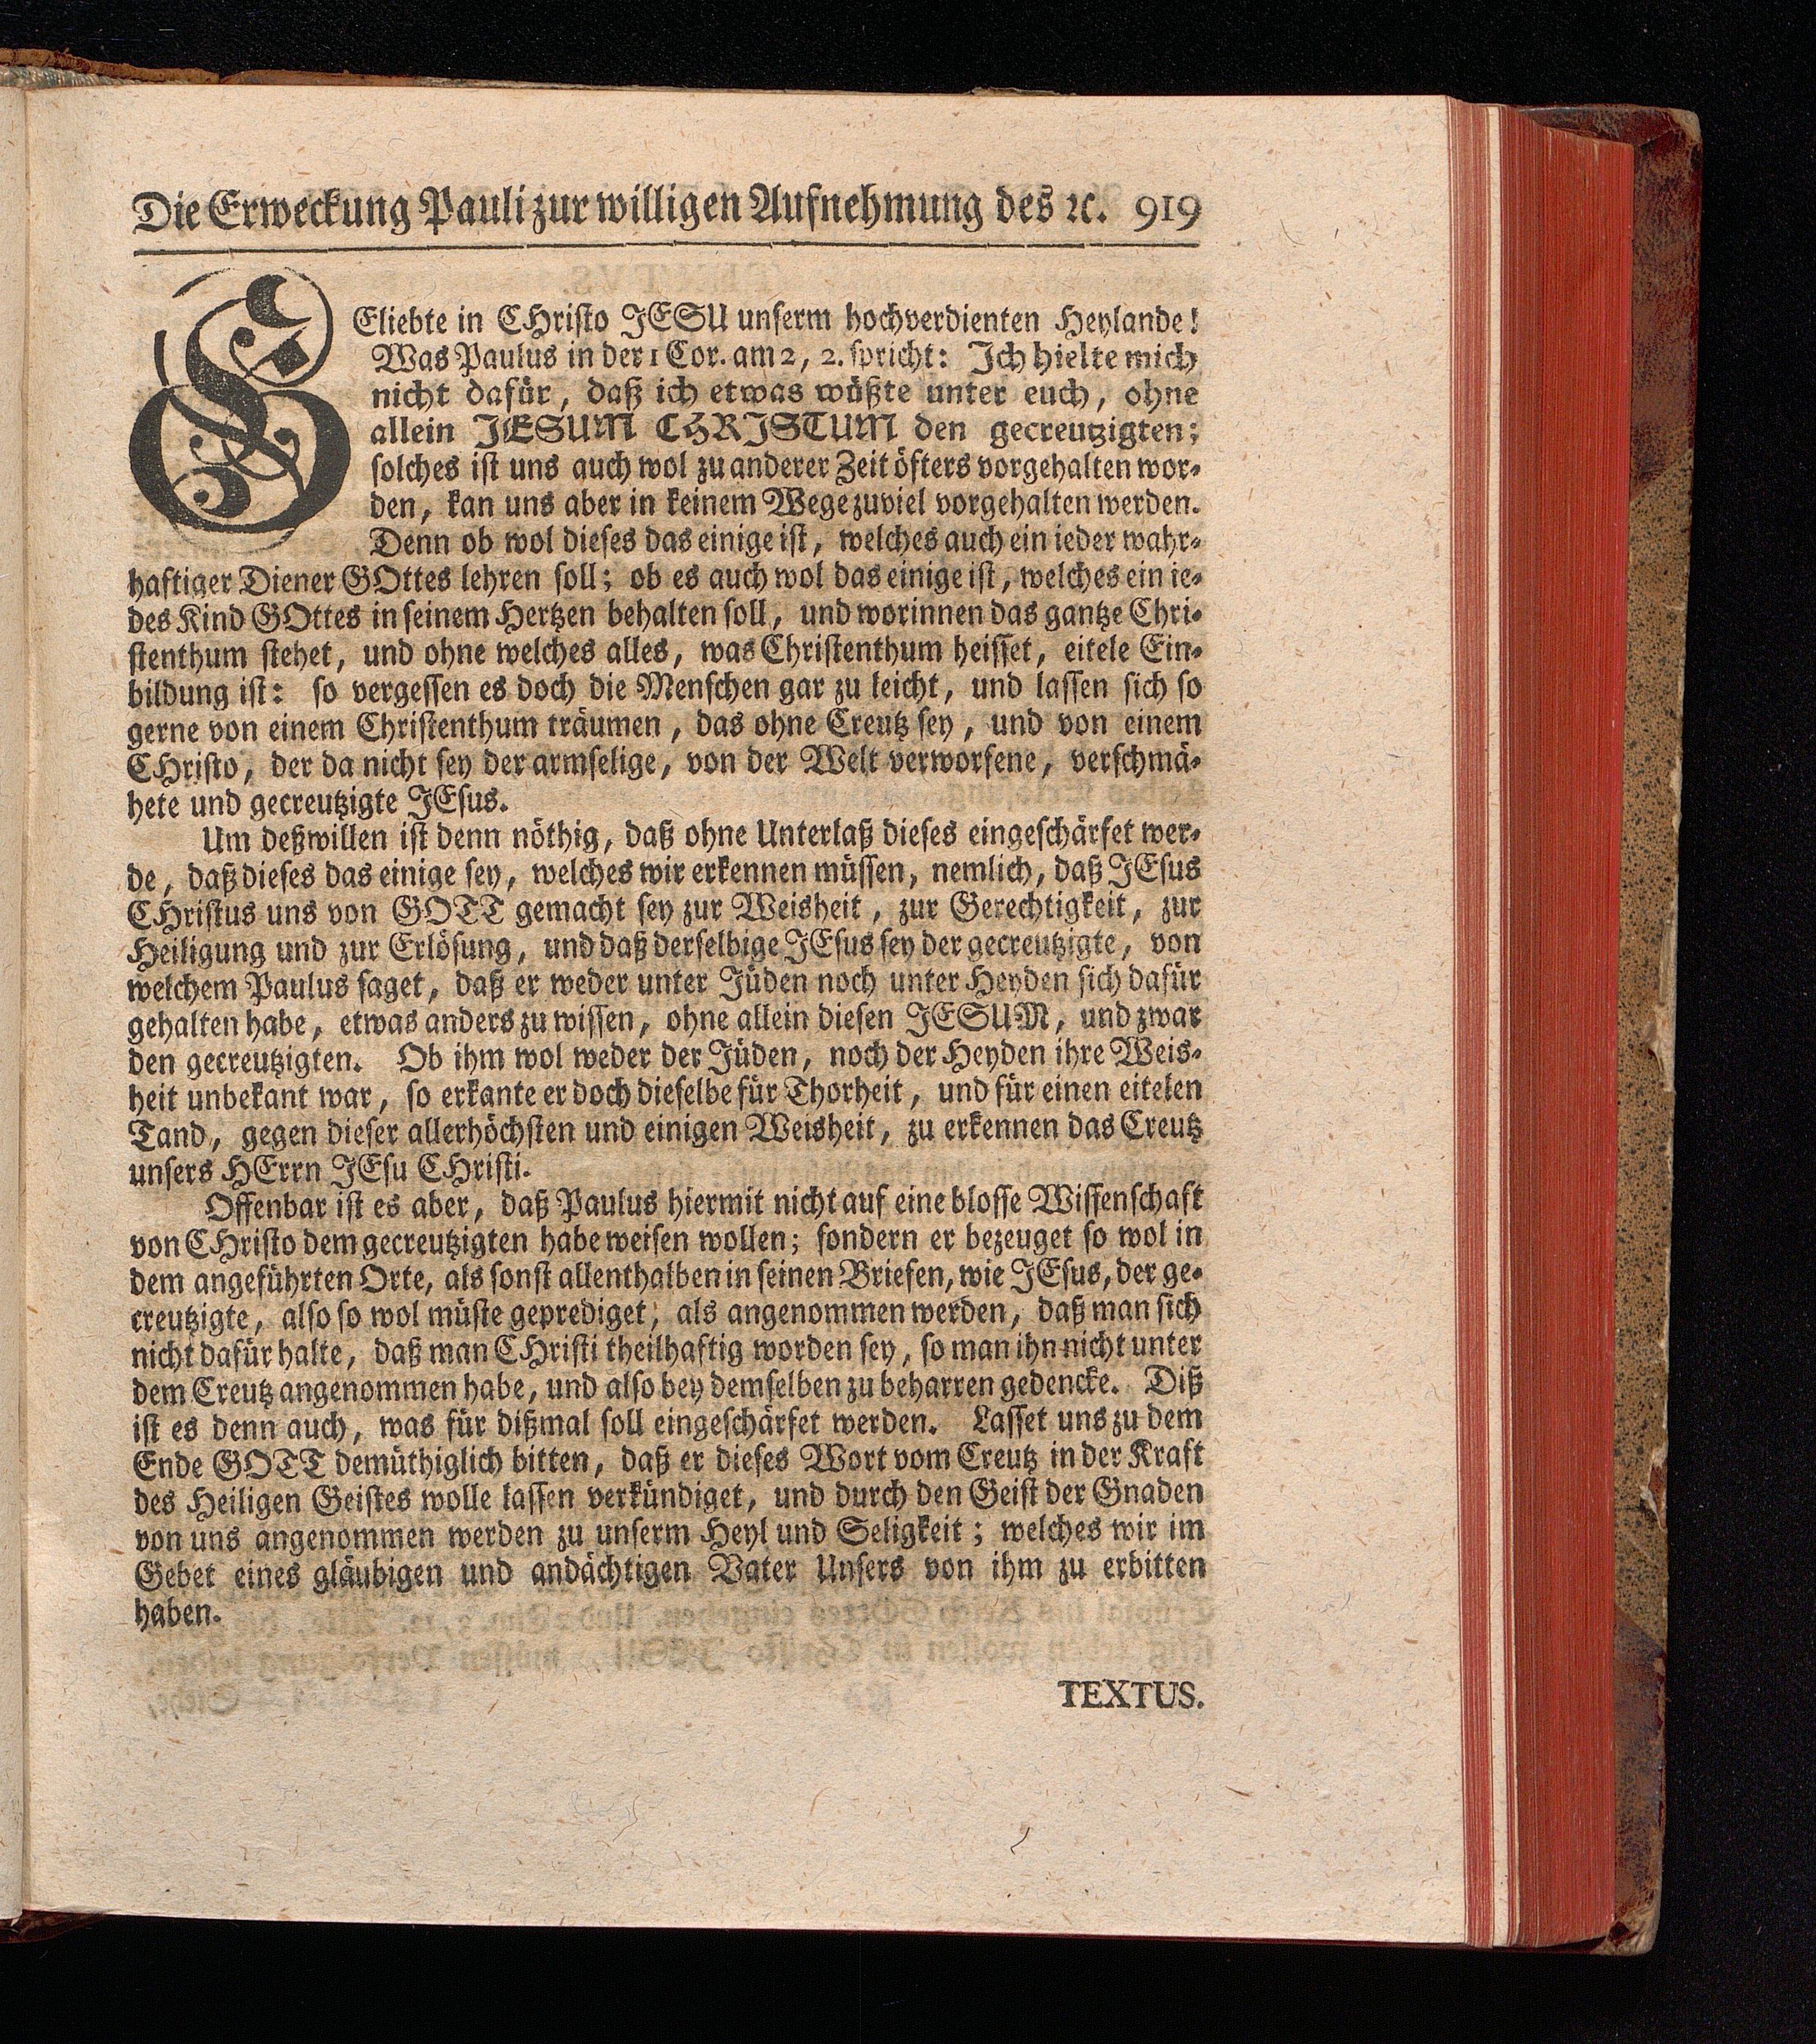 Die Erweckung Pauli zur willigen Aufnehmung des ꝛc. 919
GEliebte in CHristo JESU unserm hochverdienten Heylande!
Was Paulus in der 1 Cor. am 2, 2. spricht: Ich hielte mich
nicht dafür, daß ich etwas wüßte unter euch, ohne
allein JESUM CHRISTUM den gecreutzigten;
solches ist uns auch wol zu anderer Zeit öfters vorgehalten wor-
den, kan uns aber in keinem Wege zuviel vorgehalten werden.
Denn ob wol dieses das einige ist, welches auch ein ieder wahr-
haftiger Diener GOttes lehren soll; ob es auch wol das einige ist, welches ein ie-
des Kind GOttes in seinem Hertzen behalten soll, und worinnen das gantze Chri-
stenthum stehet, und ohne welches alles, was Christenthum heisset, eitele Ein-
bildung ist: so vergessen es doch die Menschen gar zu leicht, und lassen sich so
gerne von einem Christenthum träumen, das ohne Creutz sey, und von einem
CHristo, der da nicht sey der armselige, von der Welt verworfene, verschmä-
hete und gecreutzigte JEsus.
Um deßwillen ist denn nöthig, daß ohne Unterlaß dieses eingeschärfet wer-
de, daß dieses das einige sey, welches wir erkennen müssen, nemlich, daß JEsus
CHristus uns von GOTT gemacht sey zur Weisheit, zur Gerechtigkeit, zur
Heiligung und zur Erlösung, und daß derselbige JEsus sey der gecreutzigte, von
welchem Paulus saget, daß er weder unter Jüden noch unter Heyden sich dafür
gehalten habe, etwas anders zu wissen, ohne allein diesen JESUM, und zwar
den gecreutzigten. Ob ihm wol weder der Jüden, noch der Heyden ihre Weis-
heit unbekant war, so erkante er doch dieselbe für Thorheit, und für einen eitelen
Tand, gegen dieser allerhöchsten und einigen Weisheit, zu erkennen das Creutz
unsers HErrn JEsu CHristi.
Offenbar ist es aber, daß Paulus hiermit nicht auf eine blosse Wissenschaft
von CHristo dem gecreutzigten habe weisen wollen; sondern er bezeuget so wol in
dem angeführten Orte, als sonst allenthalben in seinen Briefen, wie JEsus, der ge-
creutzigte, also so wol müste geprediget, als angenommen werden, daß man sich
nicht dafür halte, daß man CHristi theilhaftig worden sey, so man ihn nicht unter
dem Creutz angenommen habe, und also bey demselben zu beharren gedencke. Diß
ist es denn auch, was für dißmal soll eingeschärfet werden. Lasset uns zu dem
Ende GOTT demüthiglich bitten, daß er dieses Wort vom Creutz in der Kraft
des Heiligen Geistes wolle lassen verkündiget, und durch den Geist der Gnaden
von uns angenommen werden zu unserm Heyl und Seligkeit; welches wir im
Gebet eines gläubigen und andächtigen Vater Unsers von ihm zu erbitten
haben.
TEXTUS.